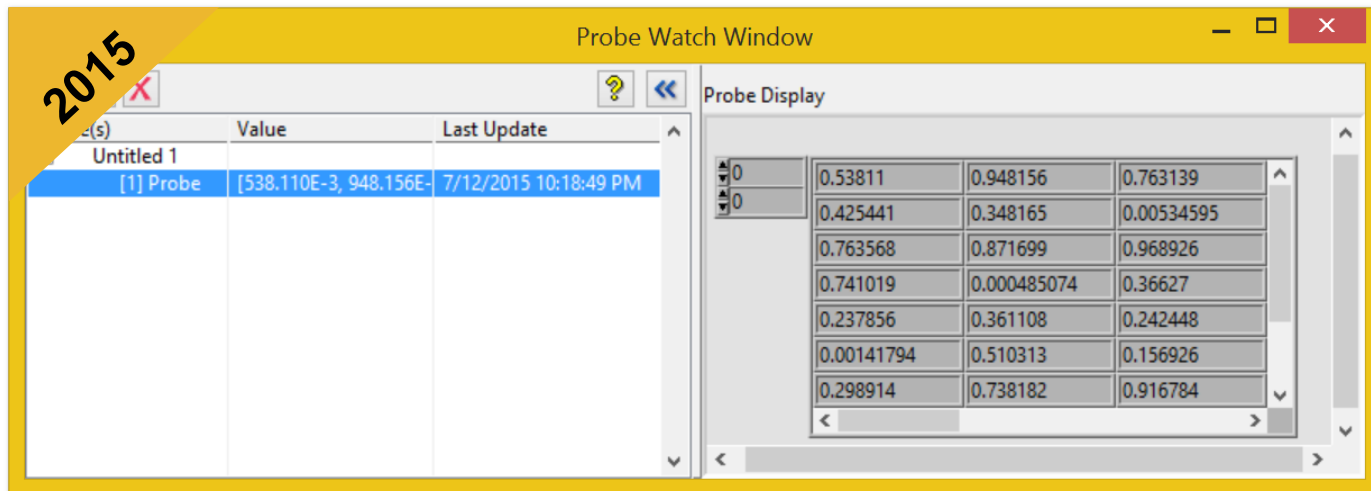 2015
Probe Watch Window
Probe Display
e(s) Value Last Update
Untitled 1
[1] Probe [538.110E-3, 948.156E- 7/12/2015 10:18:49 PM
0
0
0.53811 0.948156 0.763139
0.425441 0.348165 0.00534595
0.763568 0.871699 0.968926
0.741019 0.000485074 0.36627
0.237856 0.361108 0.242448
0.00141794 0.510313 0.156926
0.298914 0.738182 0.916784